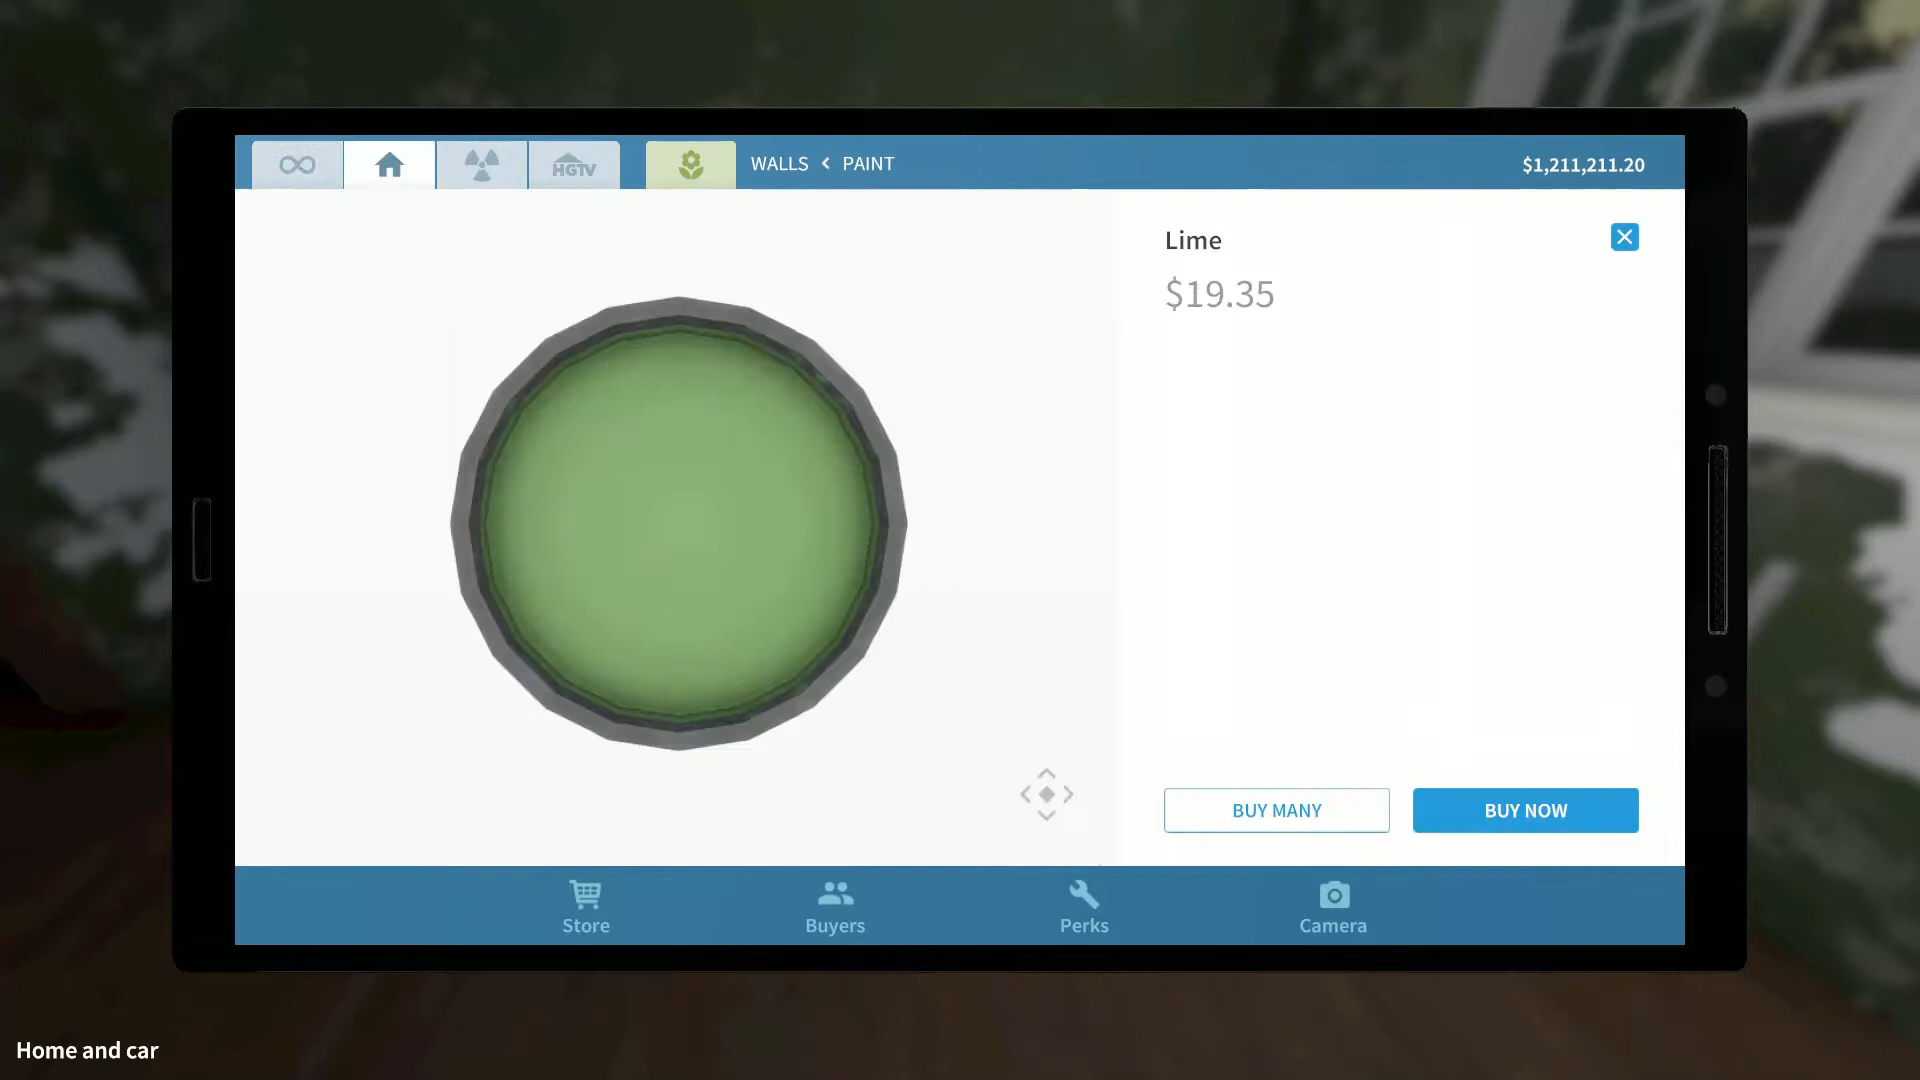 HGTV
WALLS < PAINT
$1,211,211.20
Lime
$19.35
BUY MANY
BUY NOW
Store
Buyers
Perks
Camera
Home and car